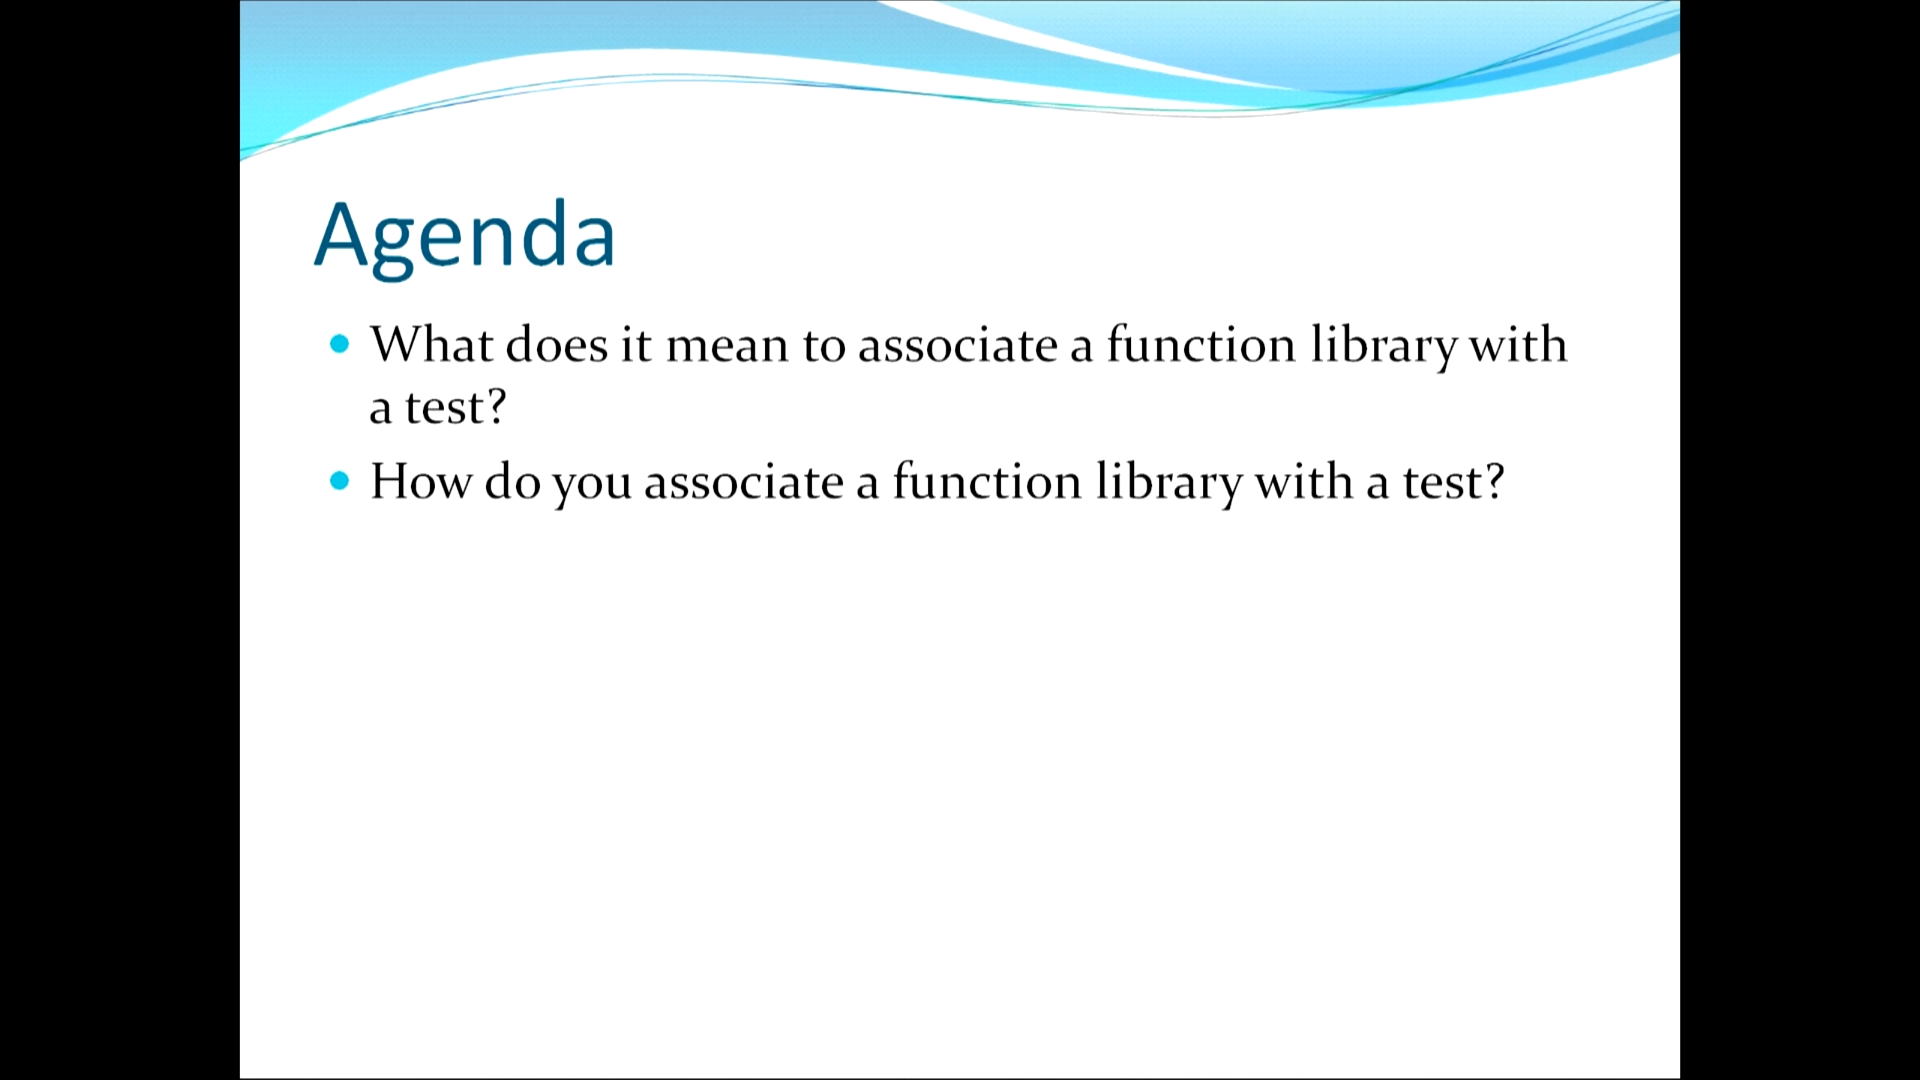 Agenda
• What does it mean to associate a function library with
a test?
• How do you associate a function library with a test?